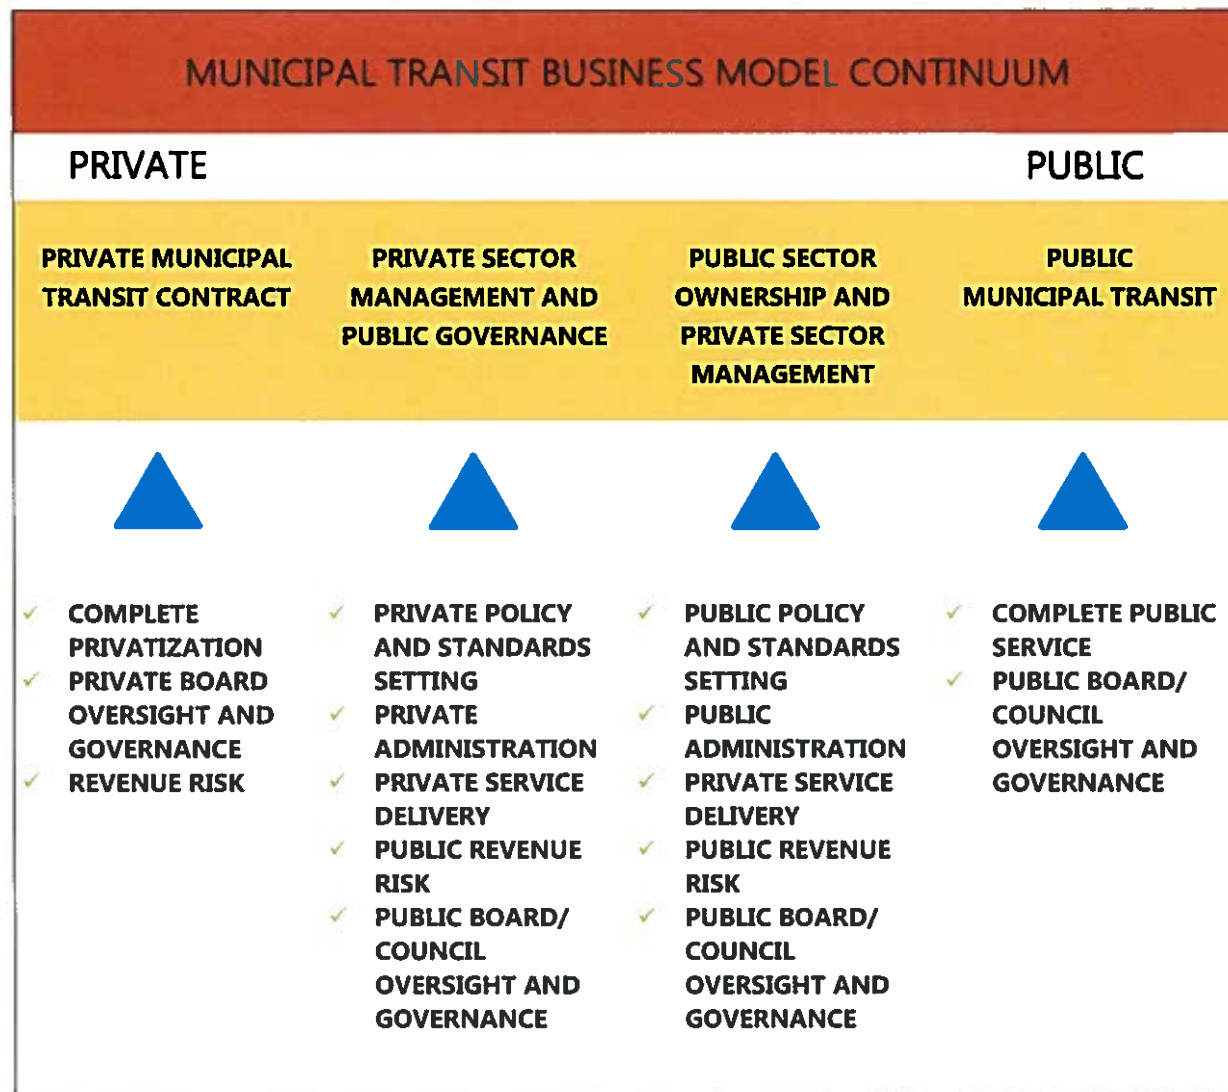 MUNICIPAL TRANSIT BUSINESS MODEL CONTINUUM
PRIVATE
PUBLIC
PRIVATE MUNICIPAL
TRANSIT CONTRACT
PRIVATE SECTOR
MANAGEMENT AND
PUBLIC GOVERNANCE
PUBLIC SECTOR
OWNERSHIP AND
PRIVATE SECTOR
MANAGEMENT
PUBLIC
MUNICIPAL TRANSIT
✓ COMPLETE
PRIVATIZATION
✓ PRIVATE BOARD
OVERSIGHT AND
GOVERNANCE
✓ REVENUE RISK
✓ PRIVATE POLICY
AND STANDARDS
SETTING
✓ PRIVATE
ADMINISTRATION
✓ PRIVATE SERVICE
DELIVERY
✓ PUBLIC REVENUE
RISK
✓ PUBLIC BOARD/
COUNCIL
OVERSIGHT AND
GOVERNANCE
✓ PUBLIC POLICY
AND STANDARDS
SETTING
✓ PUBLIC
ADMINISTRATION
✓ PRIVATE SERVICE
DELIVERY
✓ PUBLIC REVENUE
RISK
✓ PUBLIC BOARD/
COUNCIL
OVERSIGHT AND
GOVERNANCE
✓ COMPLETE PUBLIC
SERVICE
✓ PUBLIC BOARD/
COUNCIL
OVERSIGHT AND
GOVERNANCE